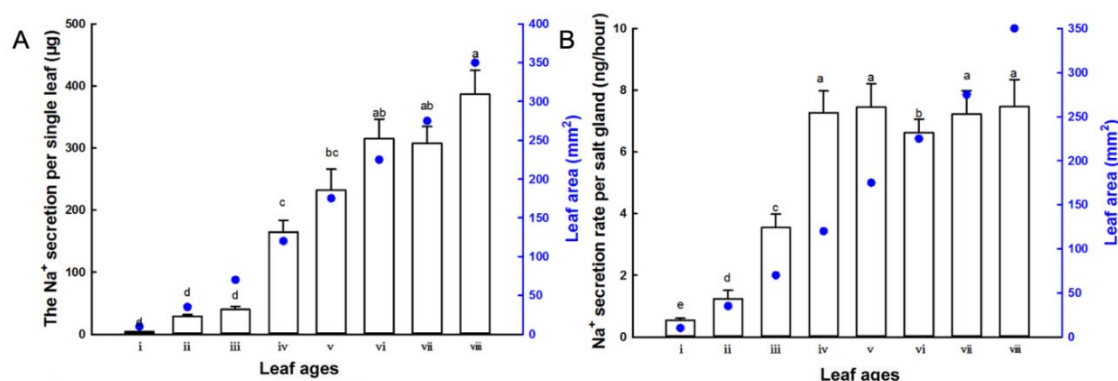 A
The Na+ secretion per single leaf (µg)
500
400
300
200
100
0
d
d
d
c
bc
ab
ab
a
400
350
300
250
200
150
100
50
0
Leaf area (mm2)
i
ii
iii
iv
v
vi
vii
viii
Leaf ages
B
Na+ secretion rate per salt gland (ng/hour)
10
8
6
4
2
0
e
d
c
a
a
b
a
a
350
300
250
200
150
100
50
0
Leaf area (mm2)
i
ii
iii
iv
v
vi
vii
viii
Leaf ages